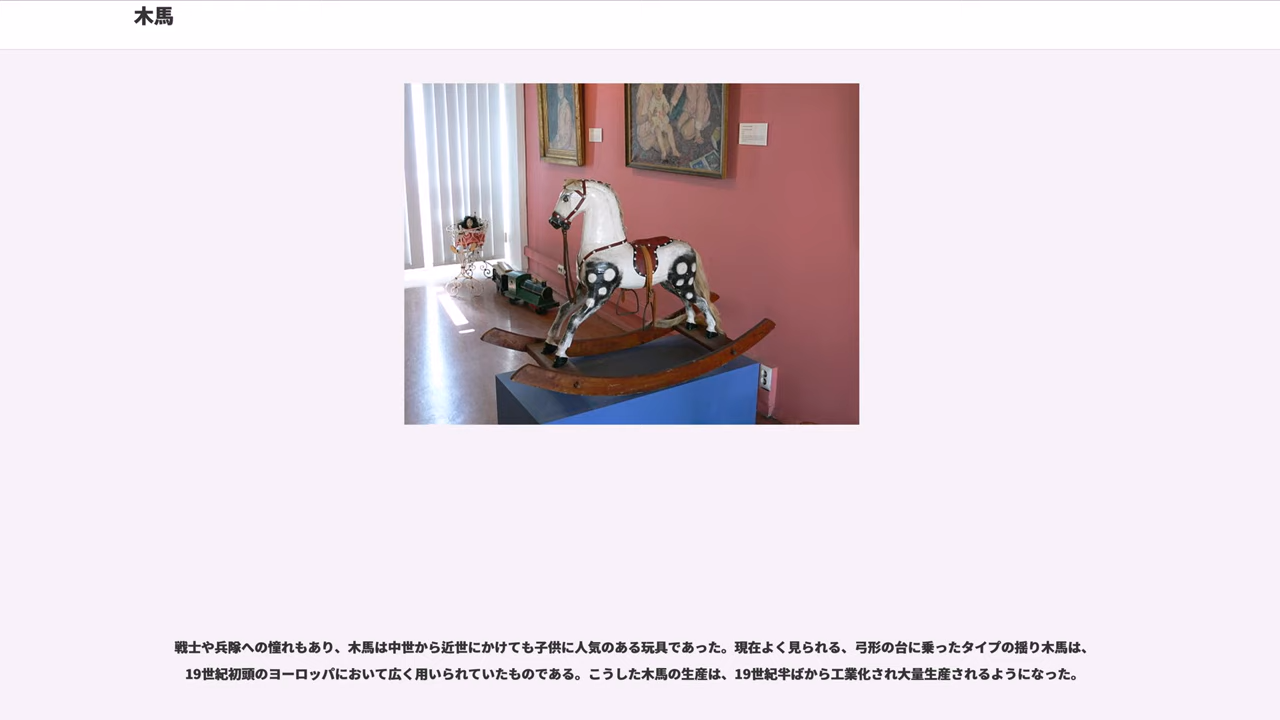 木馬
戦士や兵隊への憧れもあり、木馬は中世から近世にかけても子供に人気のある玩具であった。現在よく見られる、弓形の台に乗ったタイプの揺り木馬は、
19世紀初頭のヨーロッパにおいて広く用いられていたものである。こうした木馬の生産は、19世紀半ばから工業化され大量生産されるようになった。